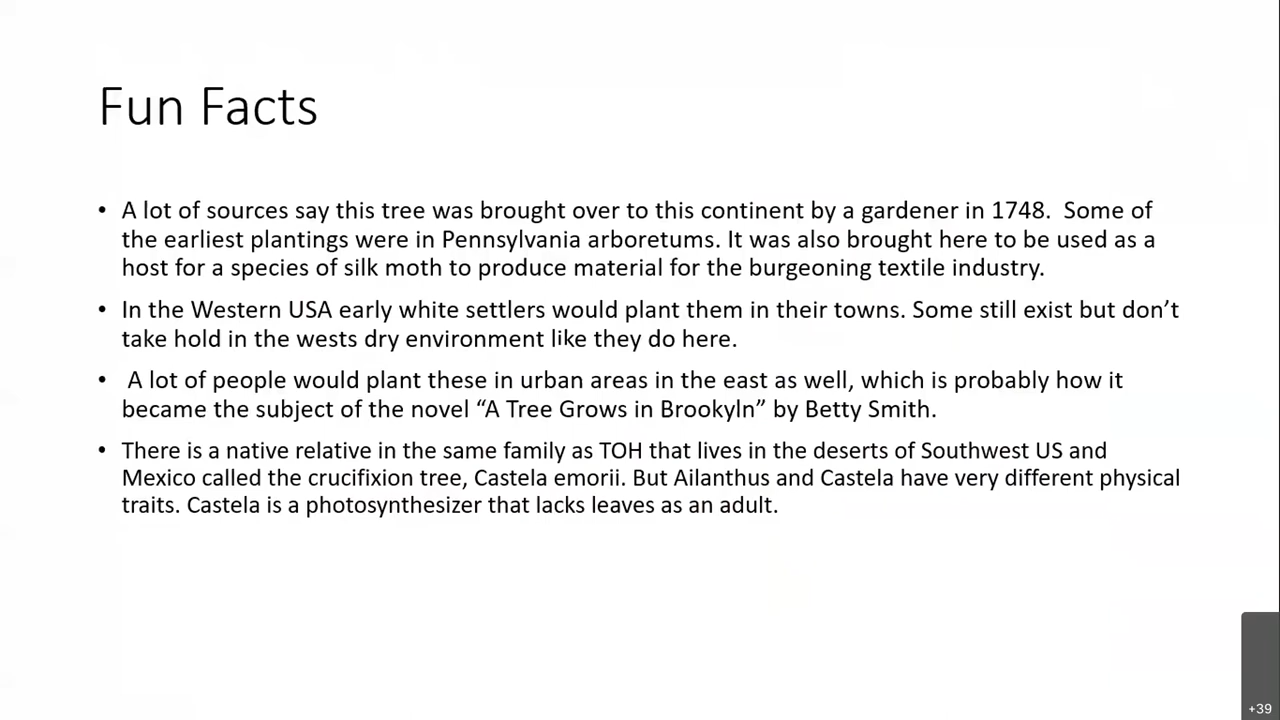 Fun Facts
• A lot of sources say this tree was brought over to this continent by a gardener in 1748.  Some of
the earliest plantings were in Pennsylvania arboretums. It was also brought here to be used as a
host for a species of silk moth to produce material for the burgeoning textile industry.
• In the Western USA early white settlers would plant them in their towns. Some still exist but don’t
take hold in the wests dry environment like they do here.
•  A lot of people would plant these in urban areas in the east as well, which is probably how it
became the subject of the novel “A Tree Grows in Brookyln” by Betty Smith.
• There is a native relative in the same family as TOH that lives in the deserts of Southwest US and
Mexico called the crucifixion tree, Castela emorii. But Ailanthus and Castela have very different physical
traits. Castela is a photosynthesizer that lacks leaves as an adult.
+39